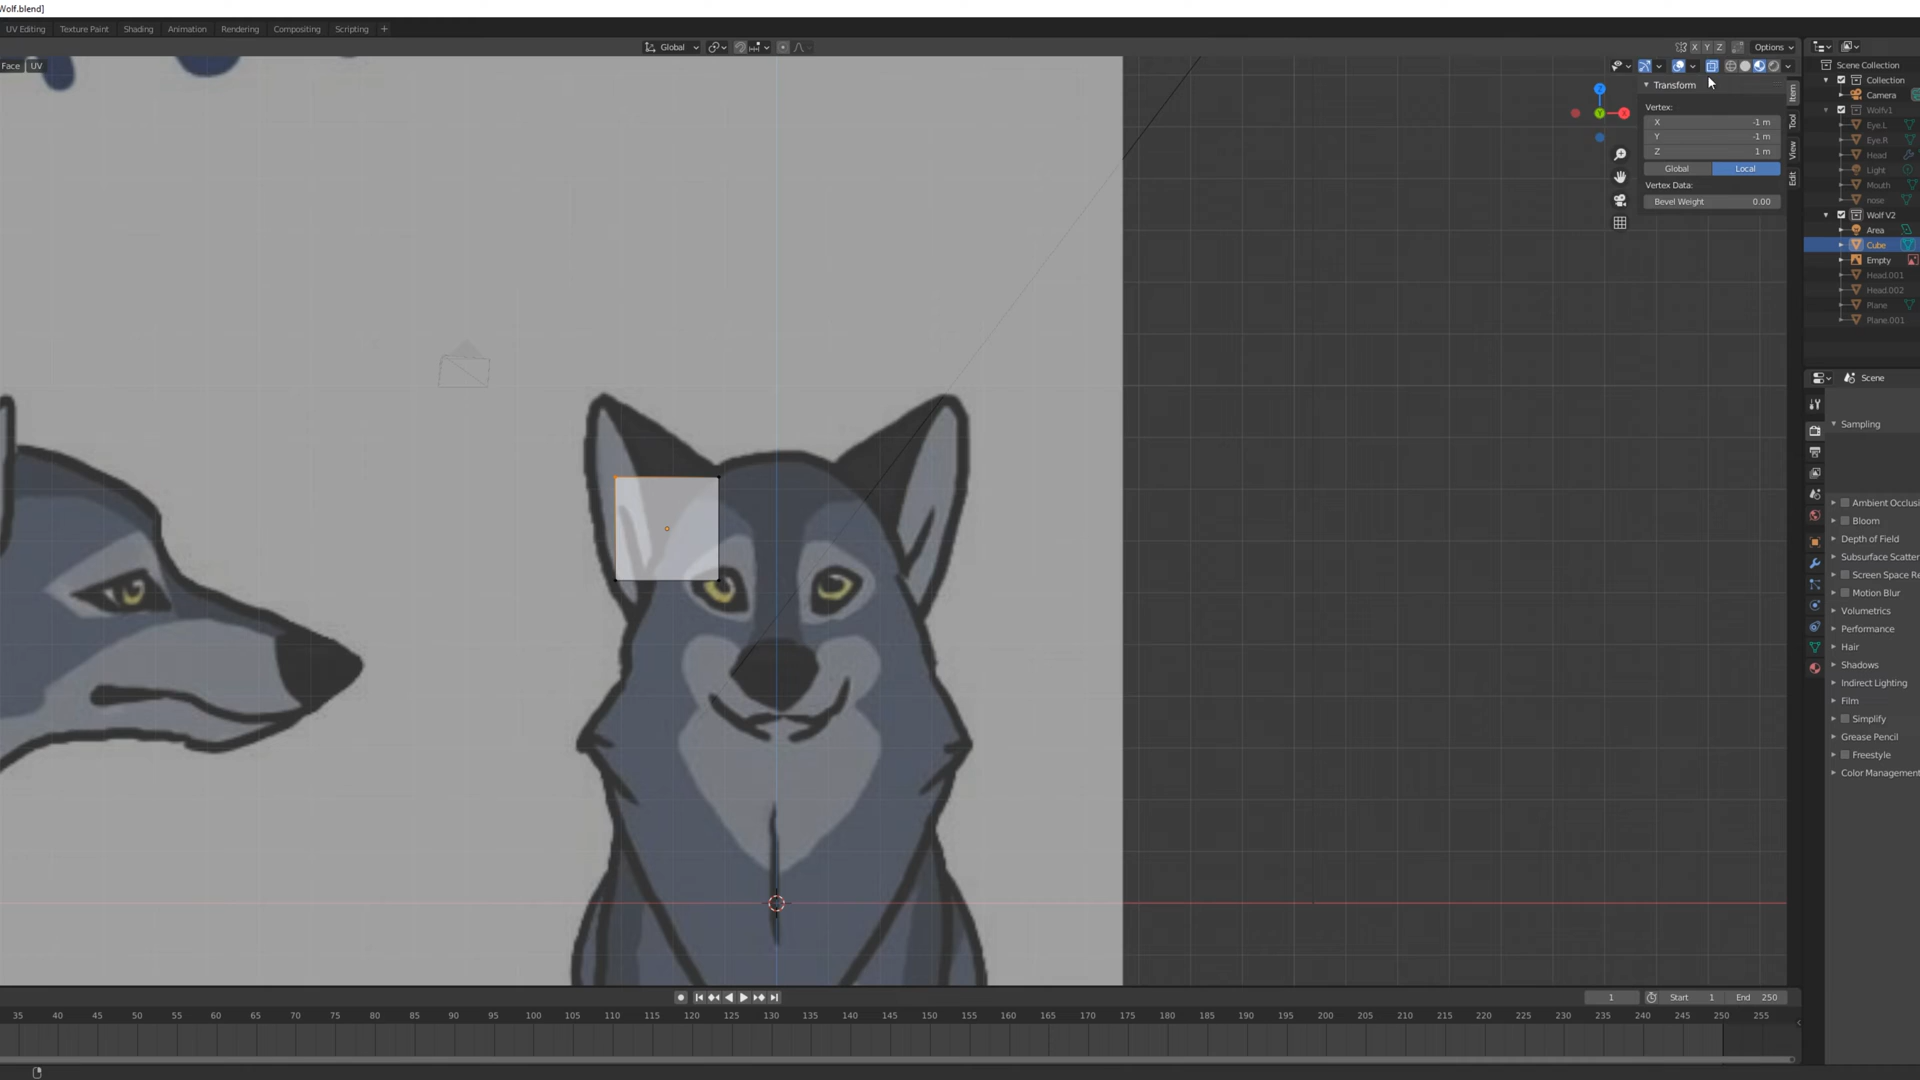 Wolf.blend]
UV Editing Texture Paint Shading Animation Rendering Compositing Scripting +
Global X Y Z Options
Face UV
Transform
Vertex:
X -1 m
Y -1 m
Z 1 m
Global Local
Vertex Data:
Bevel Weight 0.00
Item
Tool
View
Edit
Z
X
Y
Scene Collection
Collection
Camera
Wolfv1
Eye.L
Eye.R
Head
Light
Mouth
nose
Wolf V2
Area
Cube
Empty
Head.001
Head.002
Plane
Plane.001
Scene
Sampling
Ambient Occlusi
Bloom
Depth of Field
Subsurface Scatter
Screen Space Re
Motion Blur
Volumetrics
Performance
Hair
Shadows
Indirect Lighting
Film
Simplify
Grease Pencil
Freestyle
Color Management
1 Start 1 End 250
35 40 45 50 55 60 65 70 75 80 85 90 95 100 105 110 115 120 125 130 135 140 145 150 155 160 165 170 175 180 185 190 195 200 205 210 215 220 225 230 235 240 245 250 255